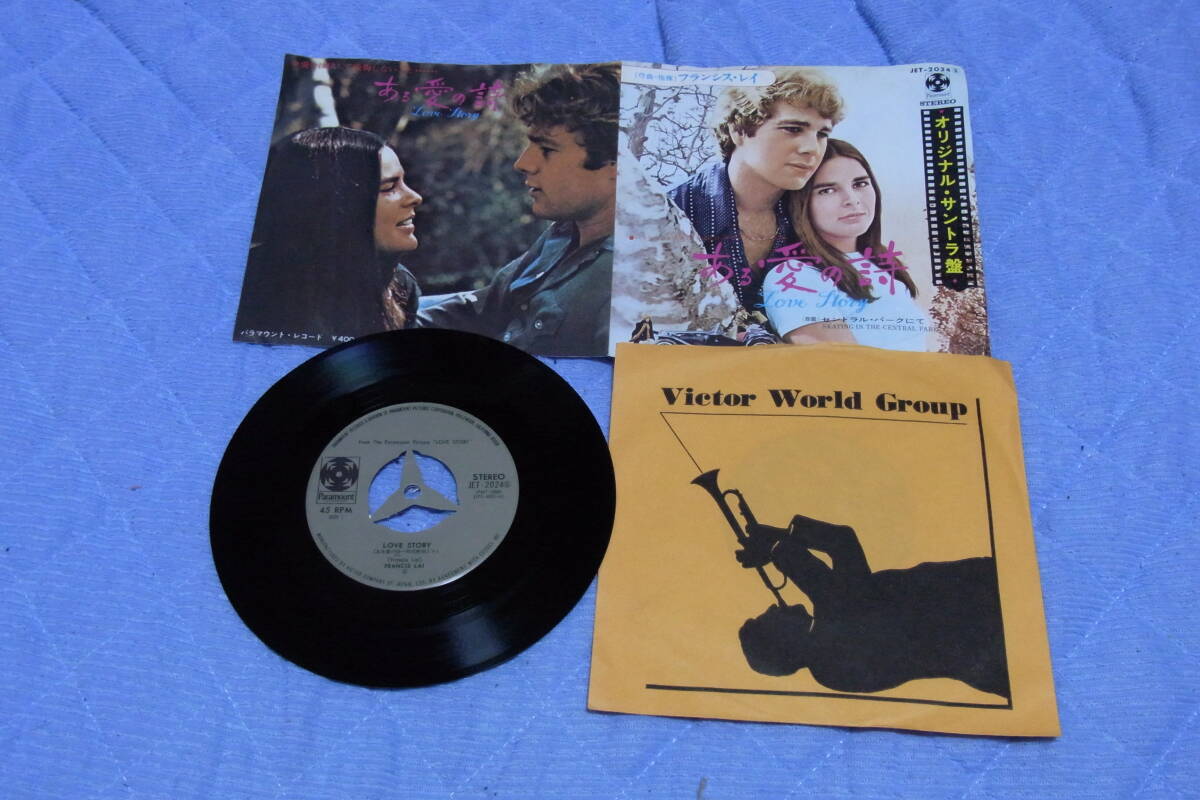 ある愛の詩
Love Story
パラマウント・レコード ¥400
(作曲・指揮) フランシス・レイ
JET-2024
Paramount
STEREO
オリジナル・サントラ盤
ある愛の詩
Love Story
セントラル・パークにて
SKATING IN THE CENTRAL PARK
From The Paramount Picture "LOVE STORY"
Paramount
STEREO
JET-2024
45 RPM
LOVE STORY
(Francis Lai)
FRANCIS LAI
Victor World Group